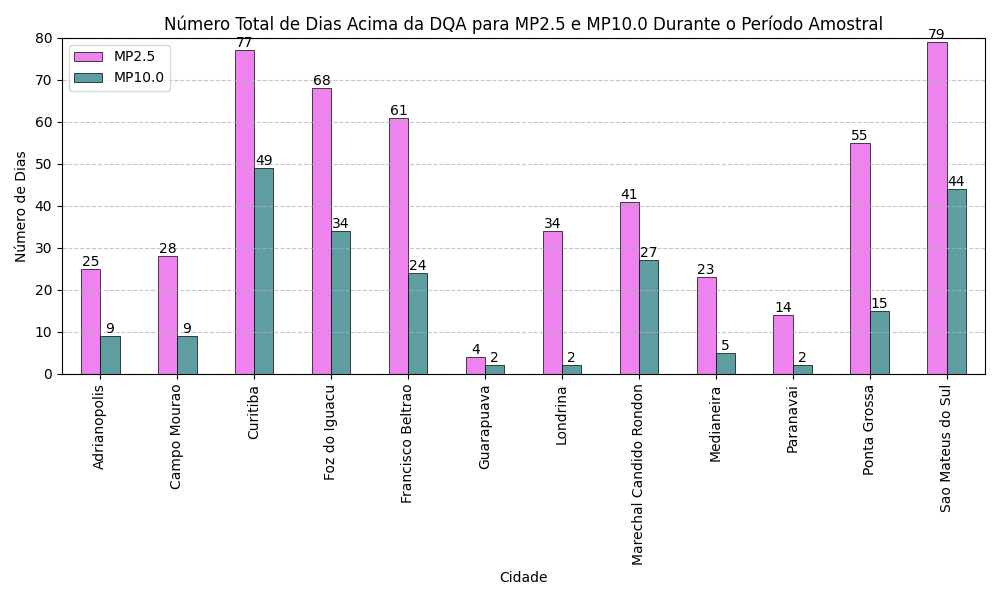 Número Total de Dias Acima da DQA para MP2.5 e MP10.0 Durante o Período Amostral
MP2.5
MP10.0
Número de Dias
80
70
60
50
40
30
20
10
0
25
9
28
9
77
49
68
34
61
24
4
2
34
2
41
27
23
5
14
2
55
15
79
44
Adrianopolis
Campo Mourao
Curitiba
Foz do Iguacu
Francisco Beltrao
Guarapuava
Londrina
Marechal Candido Rondon
Medianeira
Paranavai
Ponta Grossa
Sao Mateus do Sul
Cidade